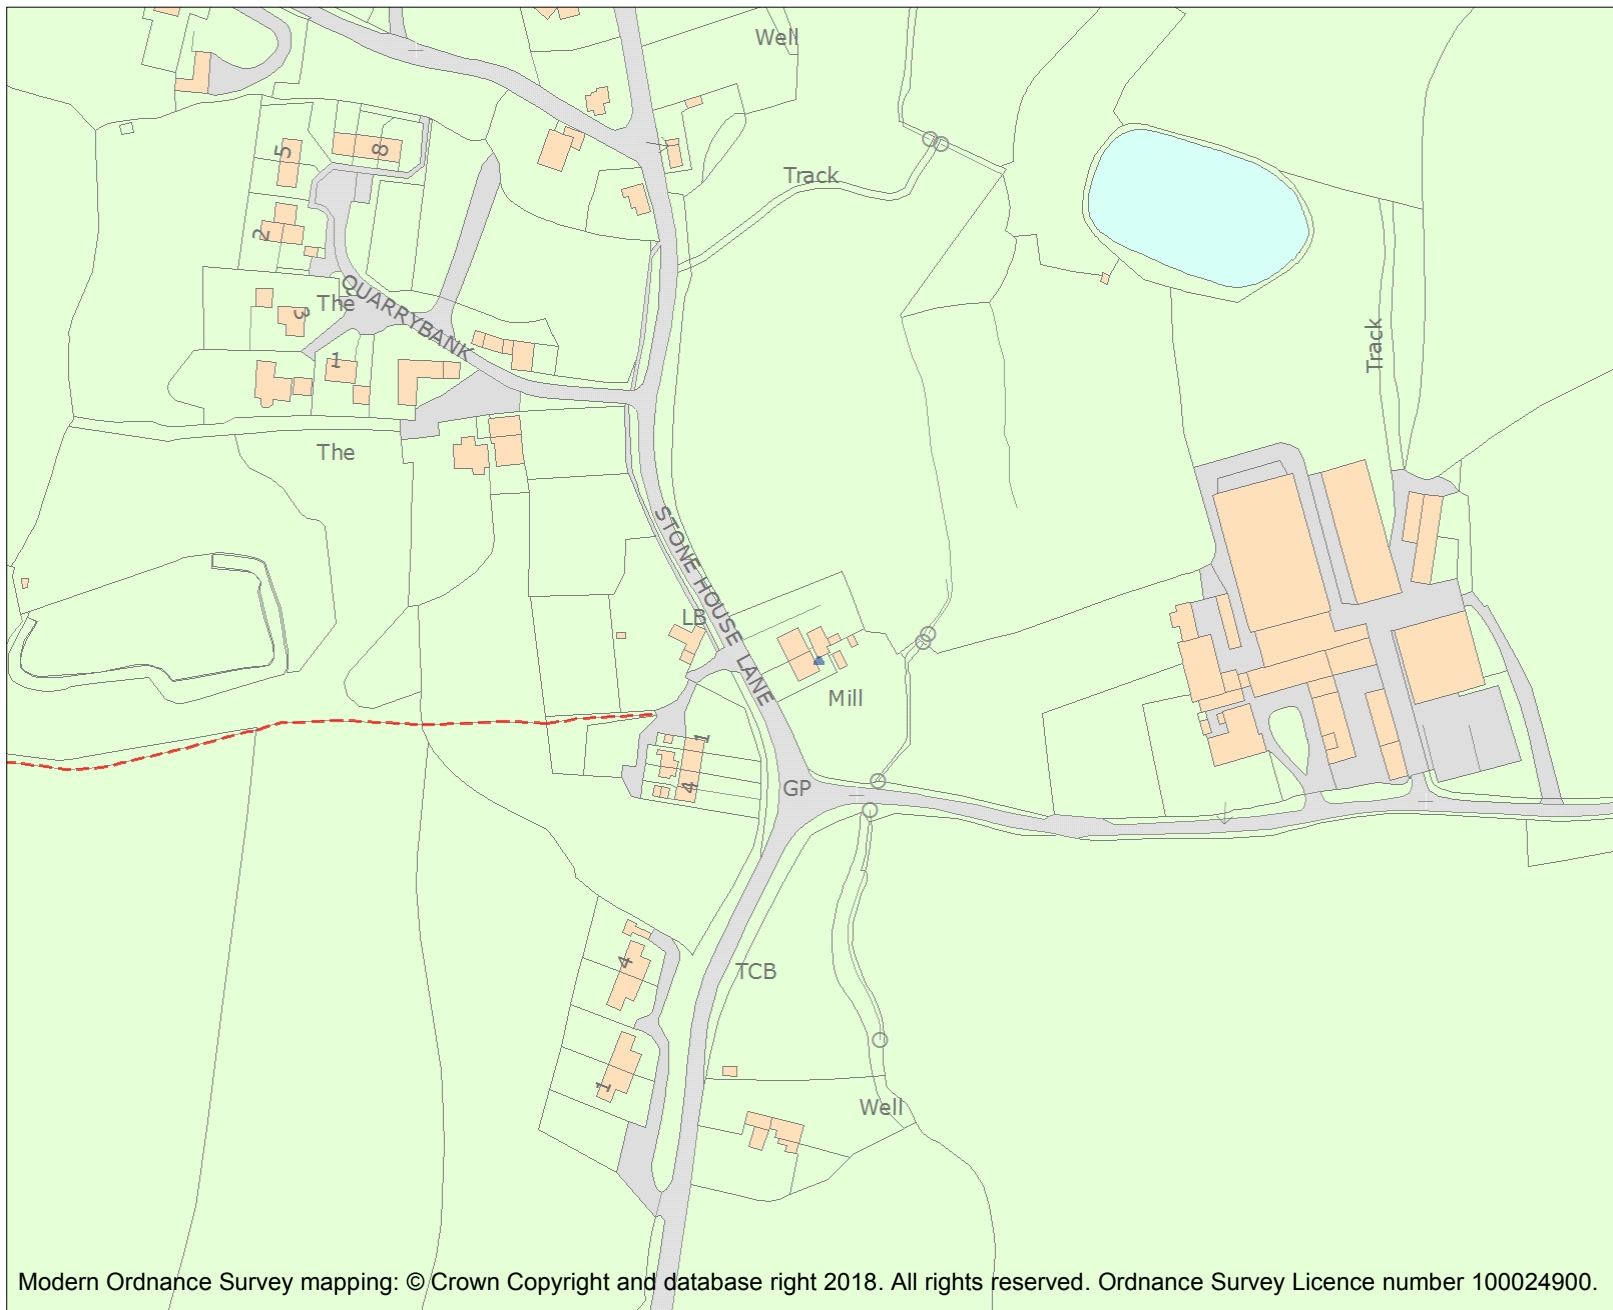 Well
Track
5
8
2
QUARRYBANK
The
3
1
Track
The
STONE HOUSE LANE
LB
Mill
1
4
GP
4
TCB
1
Well
Modern Ordnance Survey mapping: © Crown Copyright and database right 2018. All rights reserved. Ordnance Survey Licence number 100024900.